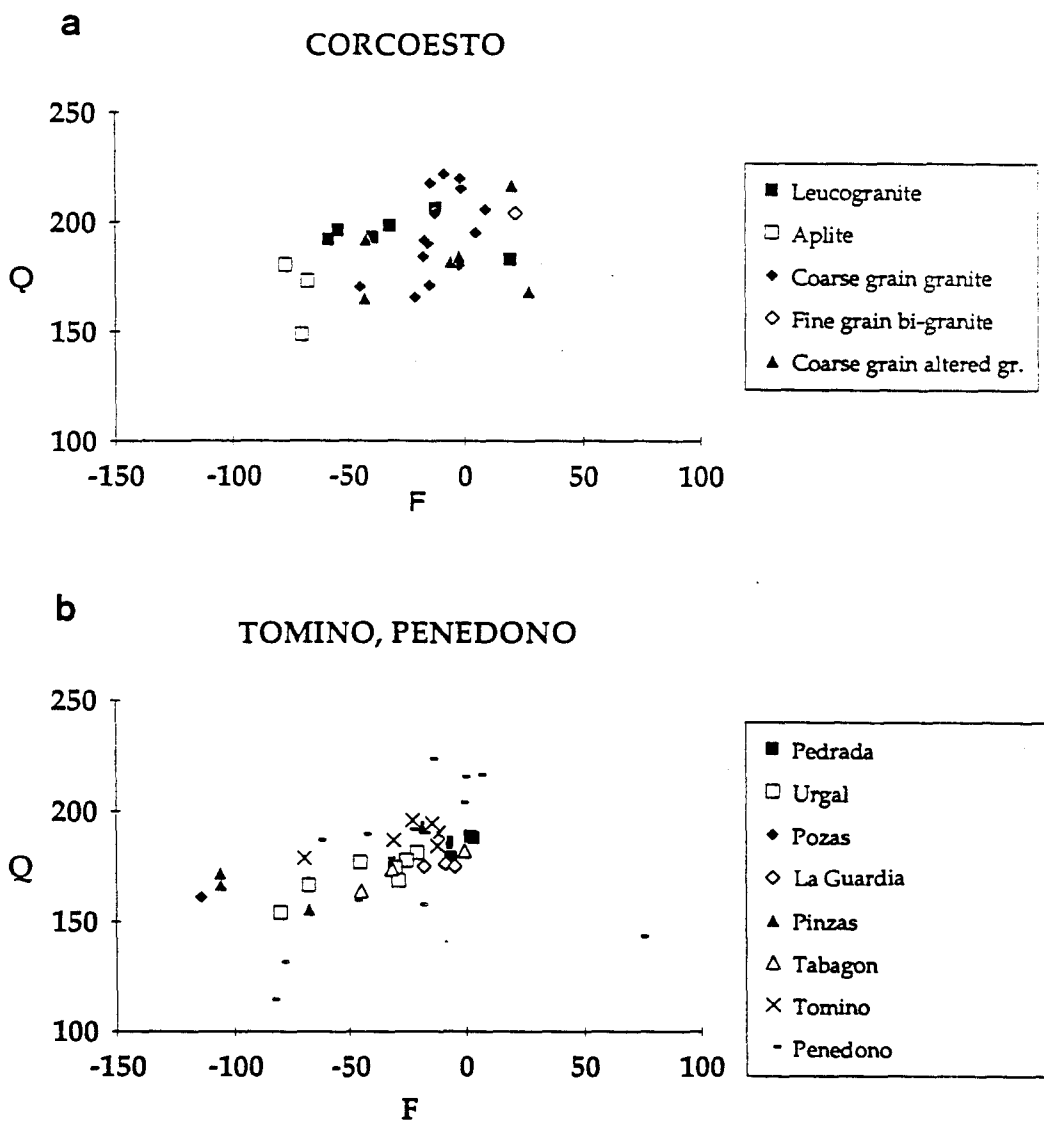 a
CORCOESTO
250
200
Q
150
100
-150
-100
-50
0
50
100
F
Leucogranite
Aplite
Coarse grain granite
Fine grain bi-granite
Coarse grain altered gr.
b
TOMINO, PENEDONO
250
200
Q
150
100
-150
-100
-50
0
50
100
F
Pedrada
Urgal
Pozas
La Guardia
Pinzas
Tabagon
Tomino
Penedono